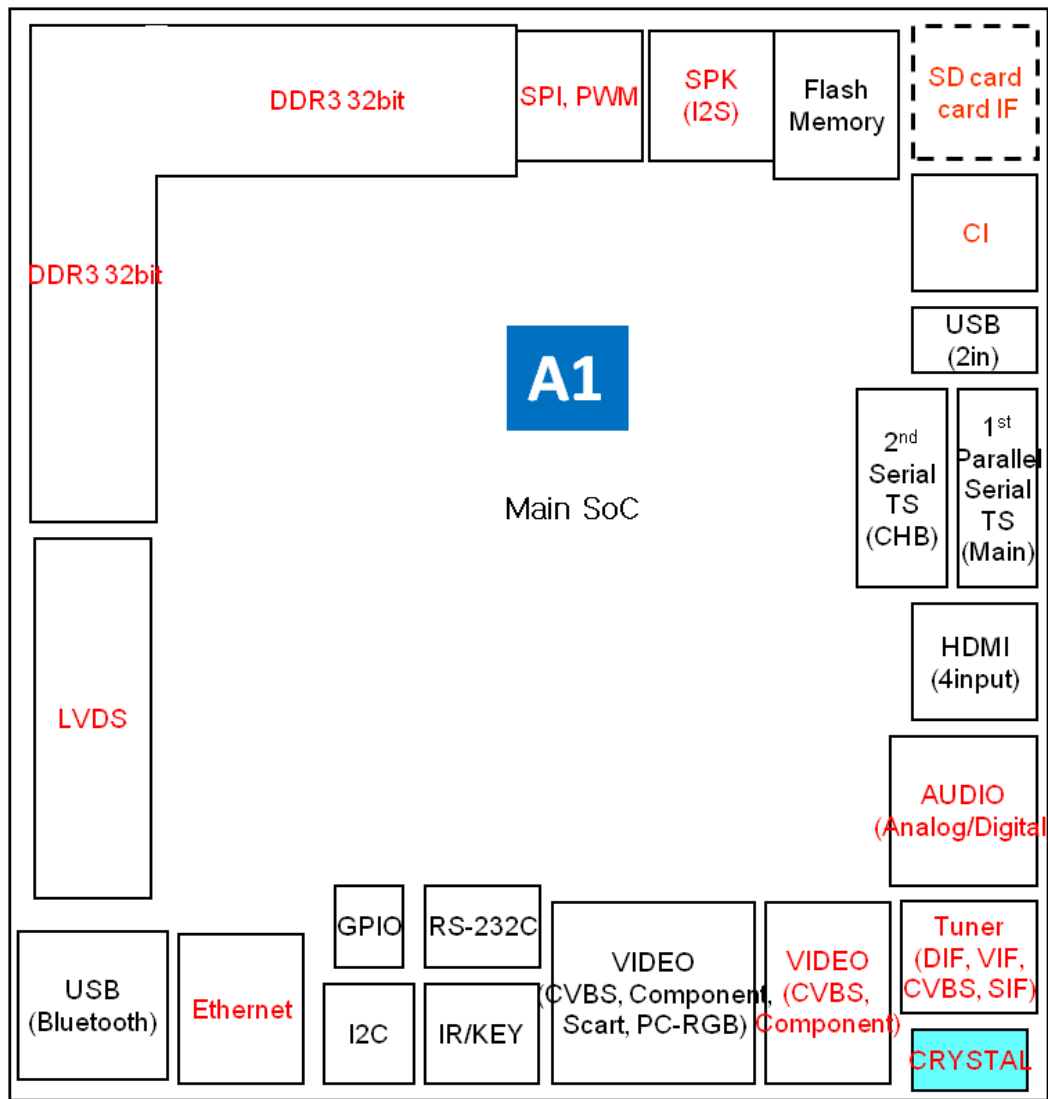 DDR3 32bit
SPI, PWM
SPK
(I2S)
Flash
Memory
SD card
card IF
CI
DDR3 32bit
USB
(2in)
A1
Main SoC
2nd
Serial
TS
(CHB)
1st
Parallel
Serial
TS
(Main)
HDMI
(4input)
LVDS
AUDIO
(Analog/Digital
GPIO
RS-232C
USB
(Bluetooth)
Ethernet
I2C
IR/KEY
VIDEO
(CVBS, Component,
Scart, PC-RGB)
VIDEO
(CVBS,
Component)
Tuner
(DIF, VIF,
CVBS, SIF)
CRYSTAL